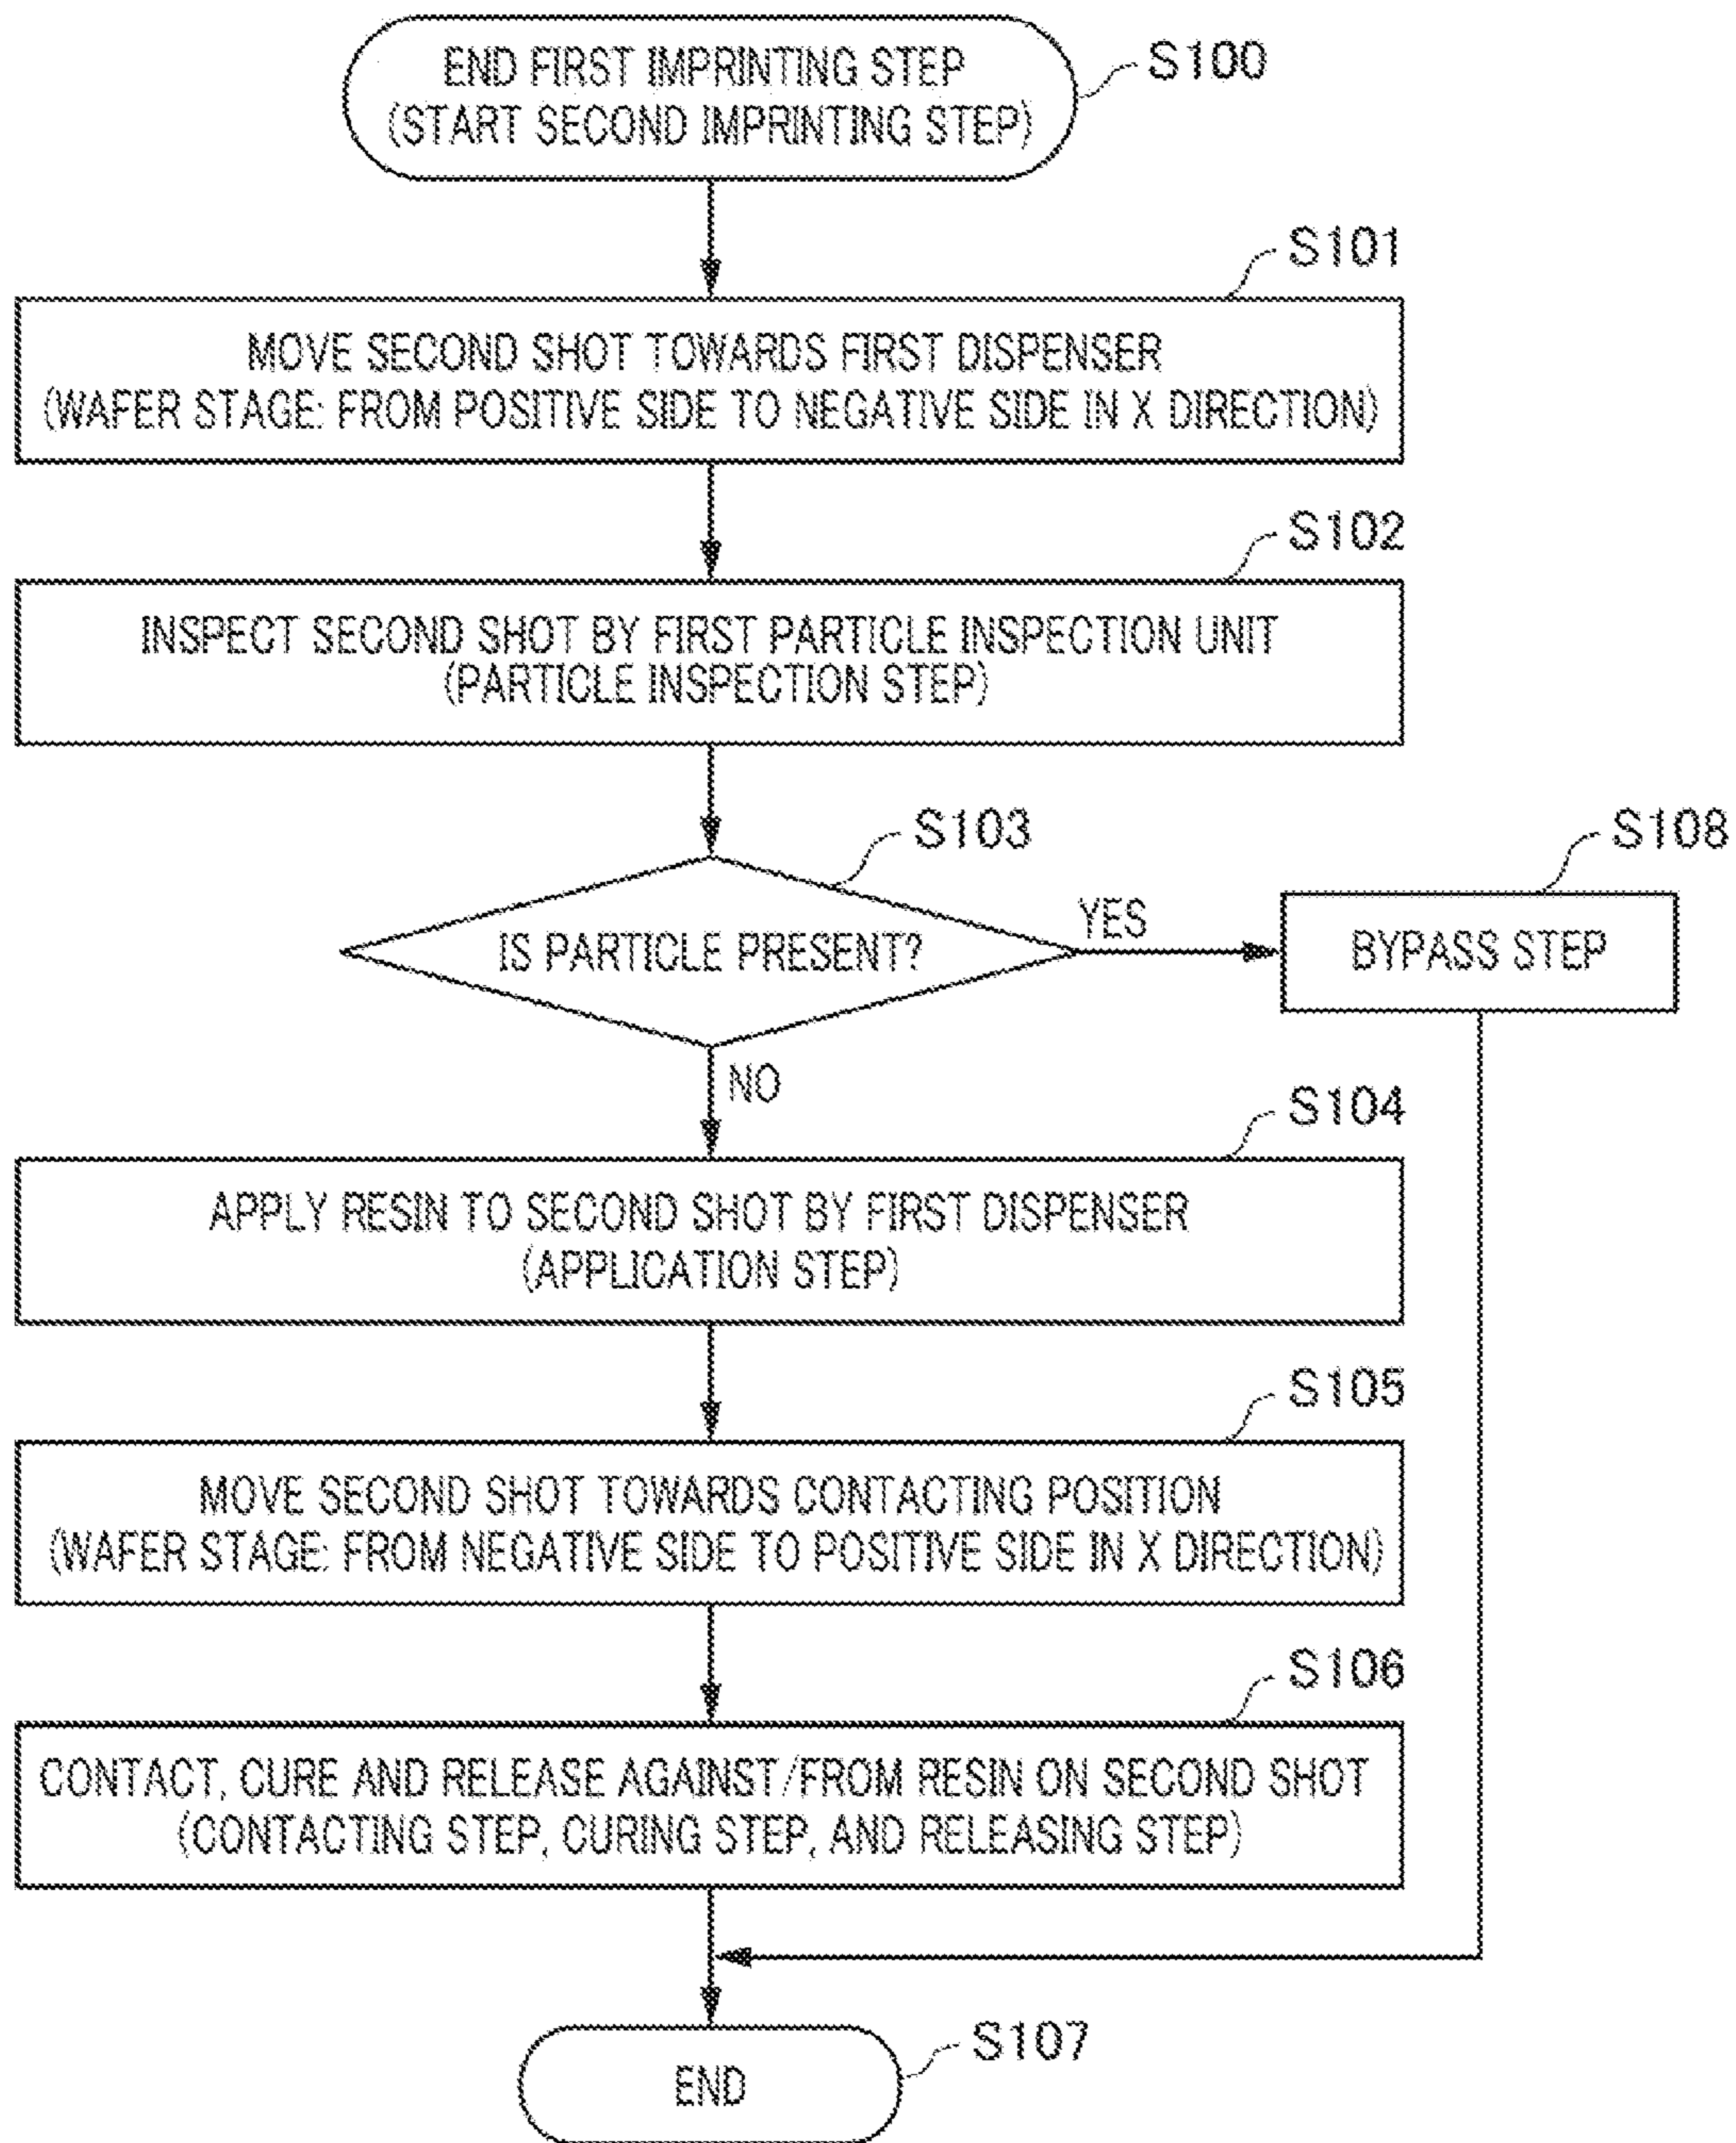 END FIRST IMPRINTING STEP
(START SECOND IMPRINTING STEP)
S100
S101
MOVE SECOND SHOT TOWARDS FIRST DISPENSER
(WAFER STAGE: FROM POSITIVE SIDE TO NEGATIVE SIDE IN X DIRECTION)
S102
INSPECT SECOND SHOT BY FIRST PARTICLE INSPECTION UNIT
(PARTICLE INSPECTION STEP)
S103
IS PARTICLE PRESENT?
YES
S108
BYPASS STEP
NO
S104
APPLY RESIN TO SECOND SHOT BY FIRST DISPENSER
(APPLICATION STEP)
S105
MOVE SECOND SHOT TOWARDS CONTACTING POSITION
(WAFER STAGE: FROM NEGATIVE SIDE TO POSITIVE SIDE IN X DIRECTION)
S106
CONTACT, CURE AND RELEASE AGAINST/FROM RESIN ON SECOND SHOT
(CONTACTING STEP, CURING STEP, AND RELEASING STEP)
S107
END